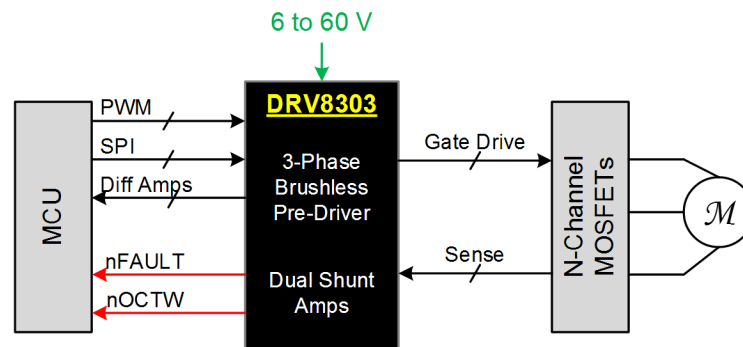 6 to 60 V
DRV8303
PWM
SPI
Diff Amps
nFAULT
nOCTW
MCU
3-Phase
Brushless
Pre-Driver
Dual Shunt
Amps
Gate Drive
Sense
N-Channel
MOSFETs
M